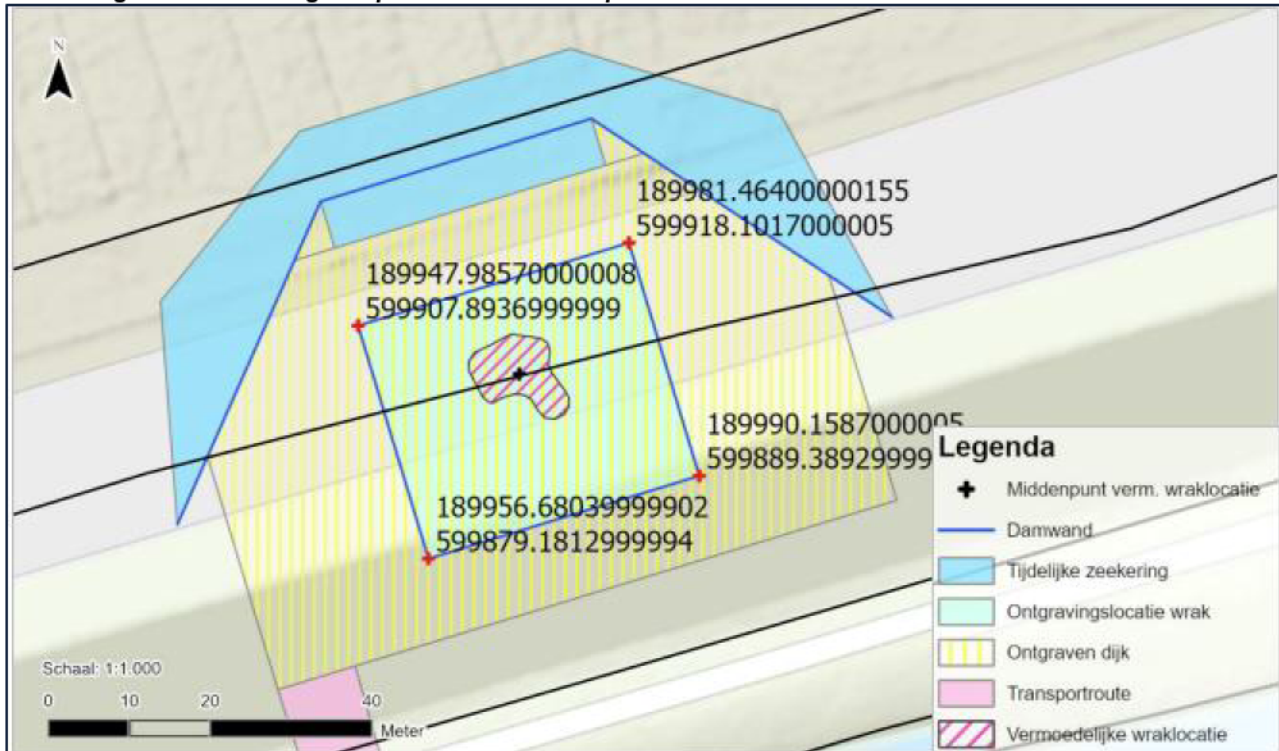 N
189981.46400000155
599918.1017000005
189947.98570000008
599907.8936999999
189990.1587000005
599889.38929999
189956.68039999902
599879.1812999994
Legenda
Middenpunt verm. wraklocatie
Damwand
Tijdelijke zeekering
Ontgravingslocatie wrak
Ontgraven dijk
Transportroute
Vermoedelijke wraklocatie
Schaal: 1:1.000
0 10 20 40
Meter